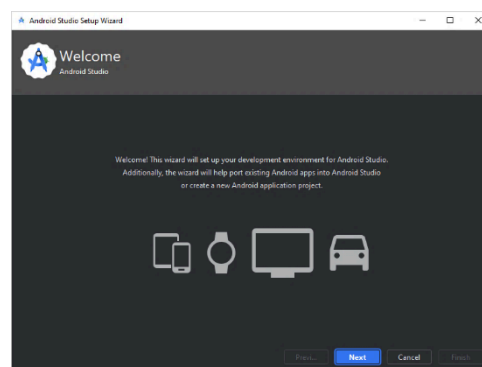 Android Studio Setup Wizard
Welcome
Android Studio
Welcome! This wizard will set up your development environment for Android Studio.
Additionally, the wizard will help port existing Android apps into Android Studio
or create a new Android application project.
Next Cancel Finish